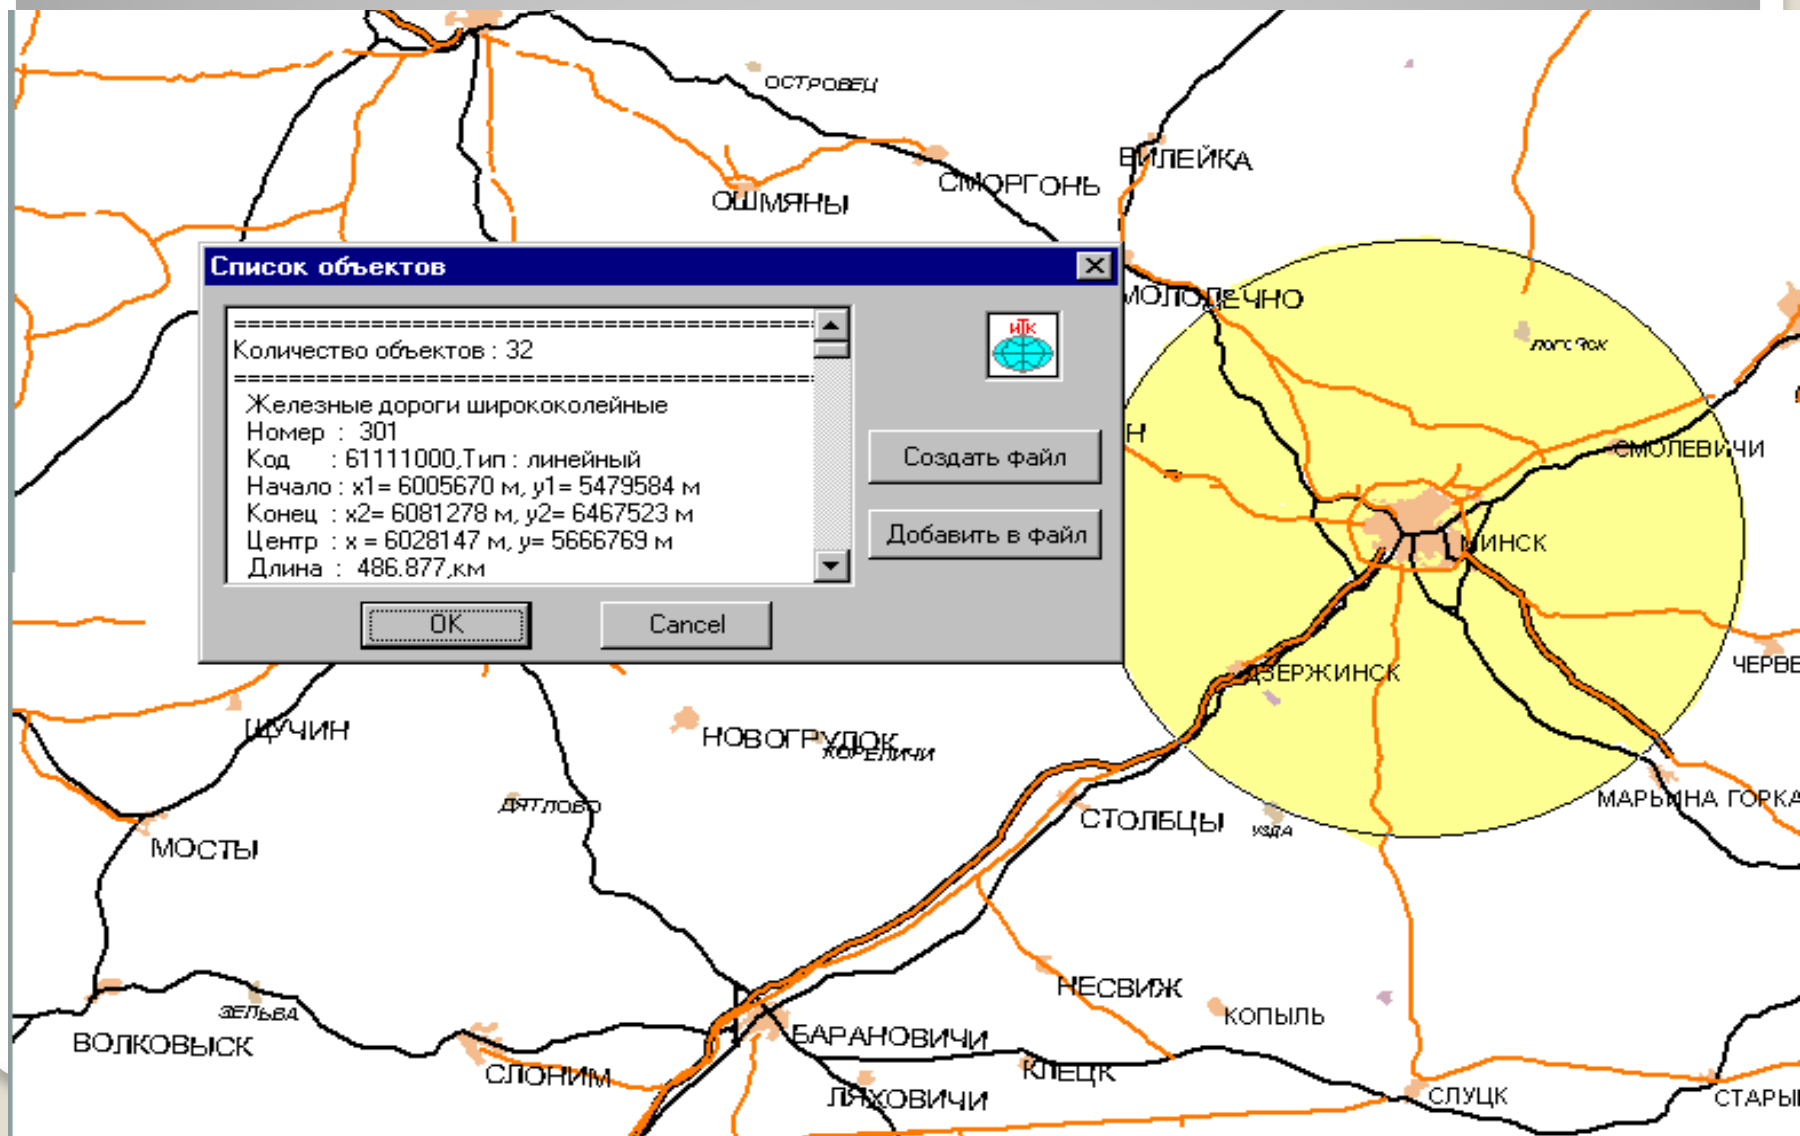 ОСТРОВЕЦ
ВИЛЕЙКА
СМОРГОНЬ
ОШМЯНЫ
Список объектов
МОЛОДЕЧНО
================================================
Количество объектов : 32
================================================
Железные дороги ширококолейные
Номер : 301
Код : 61111000,Тип : линейный
Начало : x1= 6005670 м, y1= 5479584 м
Конец : x2= 6081278 м, y2= 6467523 м
Центр : x = 6028147 м, y= 5666769 м
Длина : 486.877,км
итк
Создать файл
Добавить в файл
OK
Cancel
ЛОГОЙСК
Н
СМОЛЕВИЧИ
МИНСК
ДЗЕРЖИНСК
ЧЕРВЕ
ЩУЧИН
НОВОГРУДОК
КОРЕЛИЧИ
ДЯТЛОВО
СТОЛБЦЫ
УЗДА
МАРЬИНА ГОРКА
МОСТЫ
НЕСВИЖ
КОПЫЛЬ
ЗЕЛЬВА
ВОЛКОВЫСК
БАРАНОВИЧИ
СЛОНИМ
КЛЕЦК
ЛЯХОВИЧИ
СЛУЦК
СТАРЫ